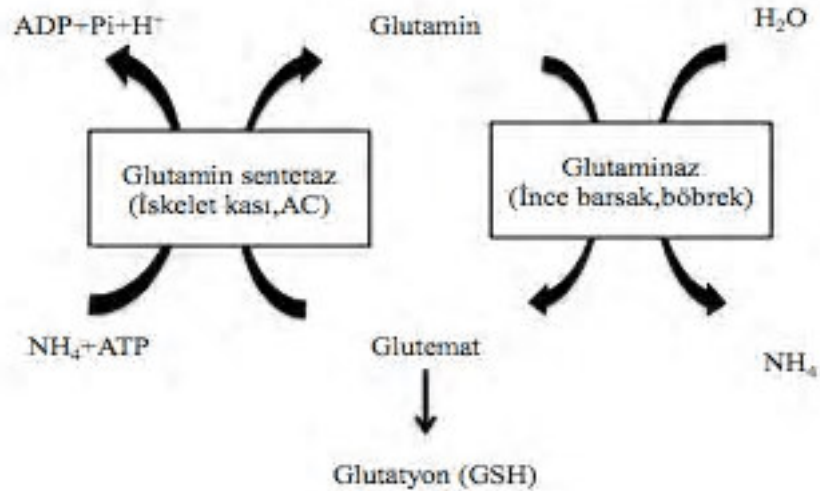 ADP+Pi+H⁺
Glutamin
H₂O
Glutamin sentetaz
(İskelet kası,AC)
Glutaminaz
(İnce barsak,böbrek)
NH₄+ATP
Glutemat
NH₄
Glutatyon (GSH)